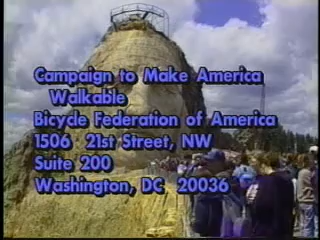 Campaign to Make America
Walkable
Bicycle Federation of America
1506 21st Street, NW
Suite 200
Washington, DC 20036